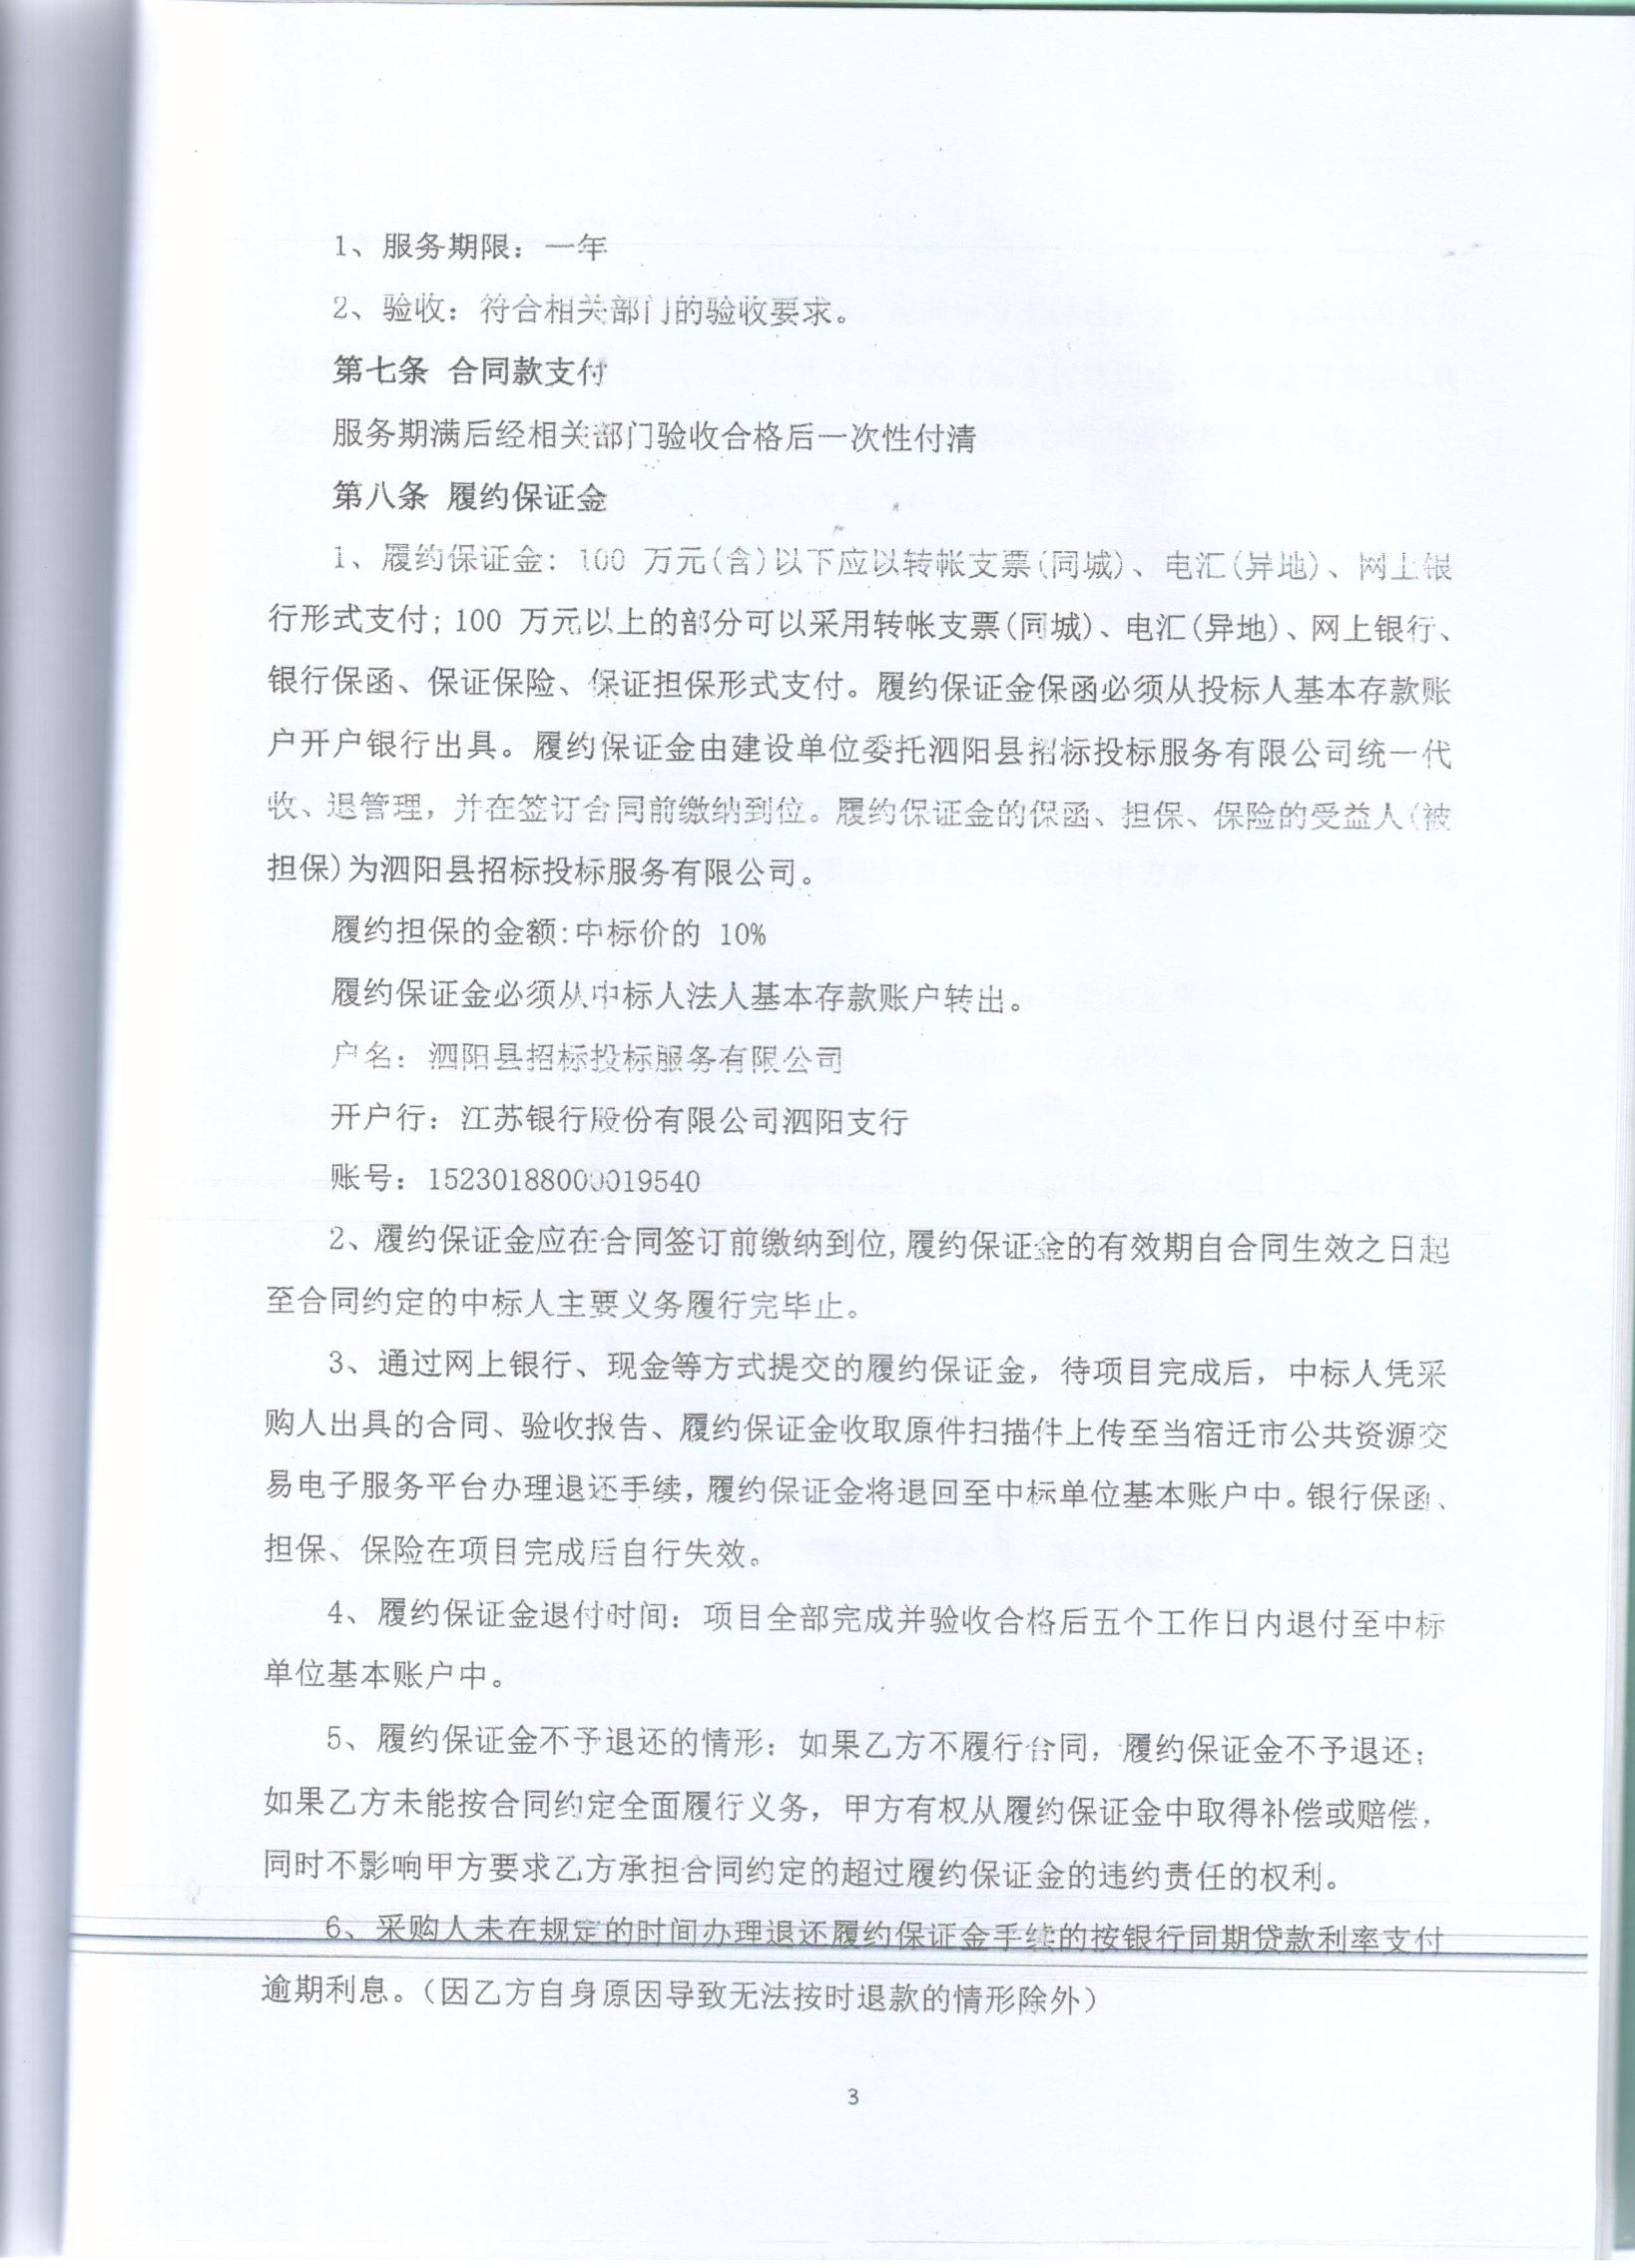 1、服务期限：一年
2、验收：符合相关部门的验收要求。
第七条 合同款支付
服务期满后经相关部门验收合格后一次性付清
第八条 履约保证金
1、履约保证金：100 万元(含)以下应以转帐支票(同城)、电汇(异地)、网上银
行形式支付;100 万元以上的部分可以采用转帐支票(同城)、电汇(异地)、网上银行、
银行保函、保证保险、保证担保形式支付。履约保证金保函必须从投标人基本存款账
户开户银行出具。履约保证金由建设单位委托泗阳县招标投标服务有限公司统一代
收、退管理，并在签订合同前缴纳到位。履约保证金的保函、担保、保险的受益人(被
担保)为泗阳县招标投标服务有限公司。
履约担保的金额:中标价的 10%
履约保证金必须从中标人法人基本存款账户转出。
户名：泗阳县招标投标服务有限公司
开户行：江苏银行股份有限公司泗阳支行
账号：15230188000019540
2、履约保证金应在合同签订前缴纳到位,履约保证金的有效期自合同生效之日起
至合同约定的中标人主要义务履行完毕止。
3、通过网上银行、现金等方式提交的履约保证金，待项目完成后，中标人凭采
购人出具的合同、验收报告、履约保证金收取原件扫描件上传至当宿迁市公共资源交
易电子服务平台办理退还手续,履约保证金将退回至中标单位基本账户中。银行保函、
担保、保险在项目完成后自行失效。
4、履约保证金退付时间：项目全部完成并验收合格后五个工作日内退付至中标
单位基本账户中。
5、履约保证金不予退还的情形：如果乙方不履行合同，履约保证金不予退还；
如果乙方未能按合同约定全面履行义务，甲方有权从履约保证金中取得补偿或赔偿，
同时不影响甲方要求乙方承担合同约定的超过履约保证金的违约责任的权利。
6、采购人未在规定的时间办理退还履约保证金手续的按银行同期贷款利率支付
逾期利息。（因乙方自身原因导致无法按时退款的情形除外）
3